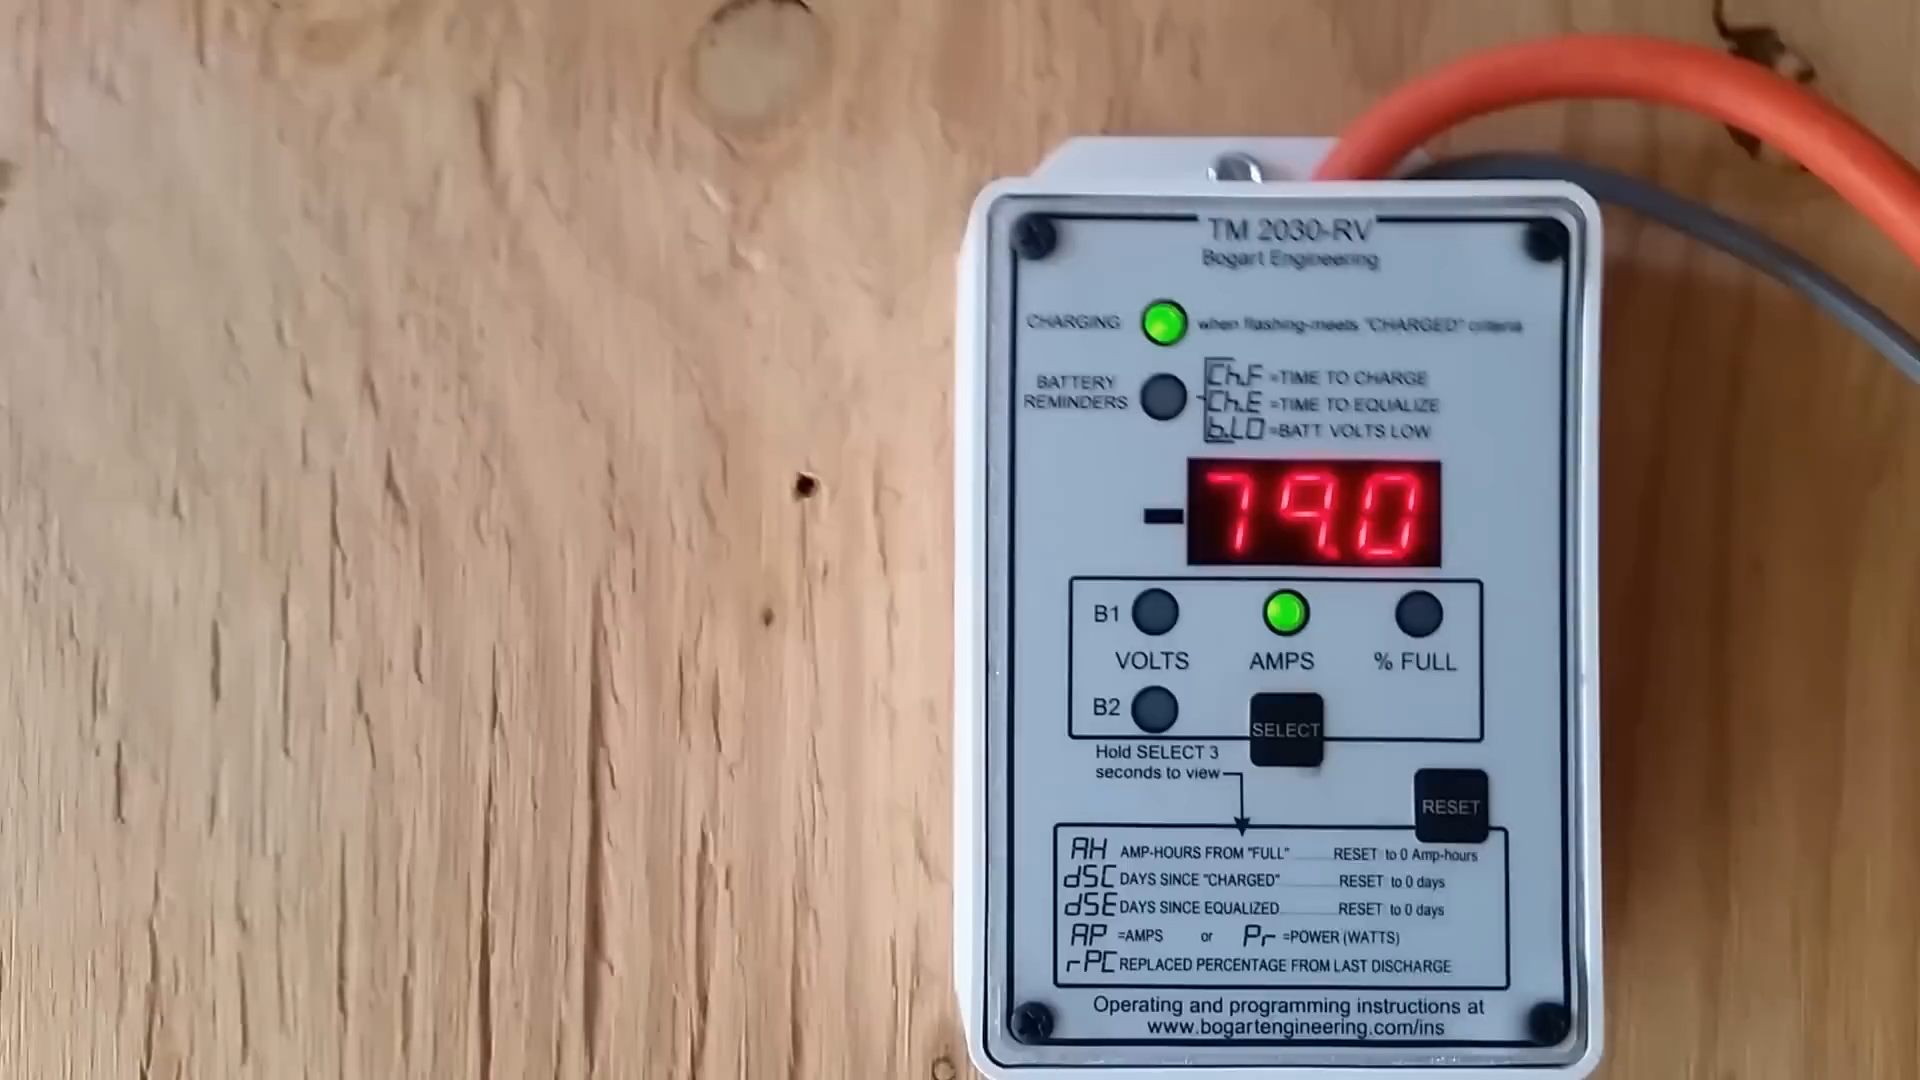 TM 2030-RV
Bogart Engineering
CHARGING when flashing-meets "CHARGED" criteria
BATTERY REMINDERS
Ch.F =TIME TO CHARGE
Ch.E =TIME TO EQUALIZE
b.LO =BATT VOLTS LOW
79.0
B1
VOLTS AMPS % FULL
B2
SELECT
Hold SELECT 3
seconds to view
RESET
AH AMP-HOURS FROM "FULL" ........ RESET to 0 Amp-hours
dSC DAYS SINCE "CHARGED" ........ RESET to 0 days
dSE DAYS SINCE EQUALIZED ........ RESET to 0 days
AP =AMPS or Pr =POWER (WATTS)
rPC REPLACED PERCENTAGE FROM LAST DISCHARGE
Operating and programming instructions at
www.bogartengineering.com/ins